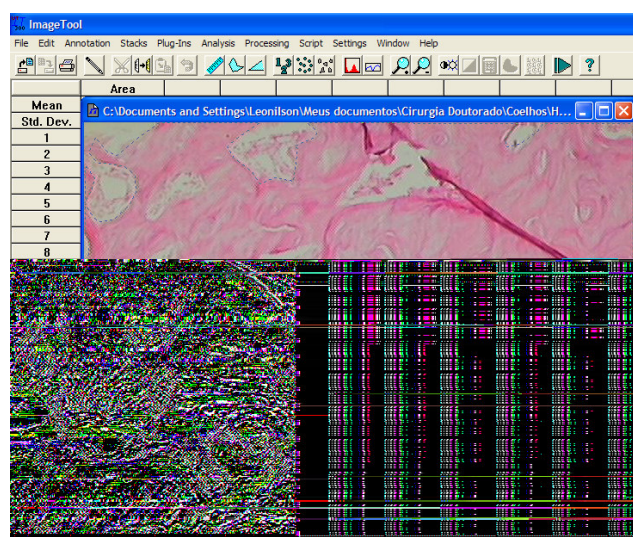 ImageTool
File Edit Annotation Stacks Plug-Ins Analysis Processing Script Settings Window Help
Area
Mean
Std. Dev.
1
2
3
4
5
6
7
8
C:\Documents and Settings\Leonilson\Meus documentos\Cirurgia Doutorado\Coelhos\H...